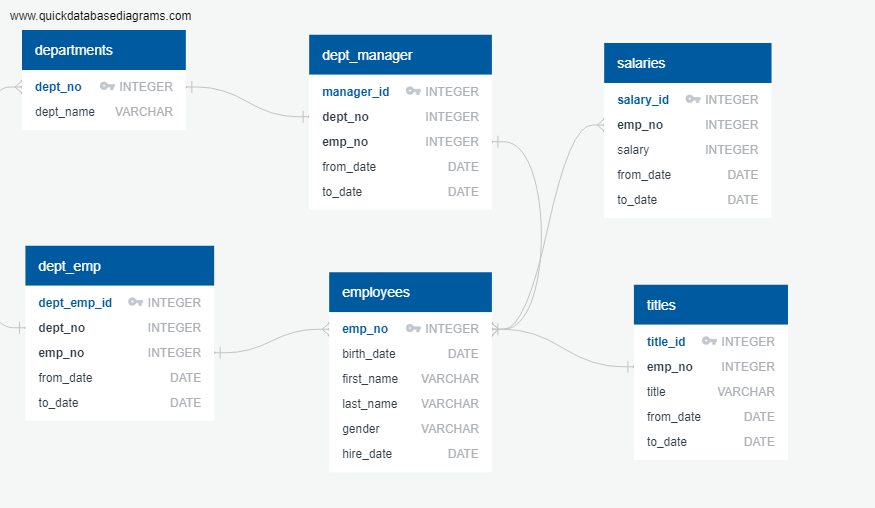 www.quickdatabasediagrams.com
departments
dept_no INTEGER
dept_name VARCHAR
dept_manager
manager_id INTEGER
dept_no INTEGER
emp_no INTEGER
from_date DATE
to_date DATE
salaries
salary_id INTEGER
emp_no INTEGER
salary INTEGER
from_date DATE
to_date DATE
dept_emp
dept_emp_id INTEGER
dept_no INTEGER
emp_no INTEGER
from_date DATE
to_date DATE
employees
emp_no INTEGER
birth_date DATE
first_name VARCHAR
last_name VARCHAR
gender VARCHAR
hire_date DATE
titles
title_id INTEGER
emp_no INTEGER
title VARCHAR
from_date DATE
to_date DATE